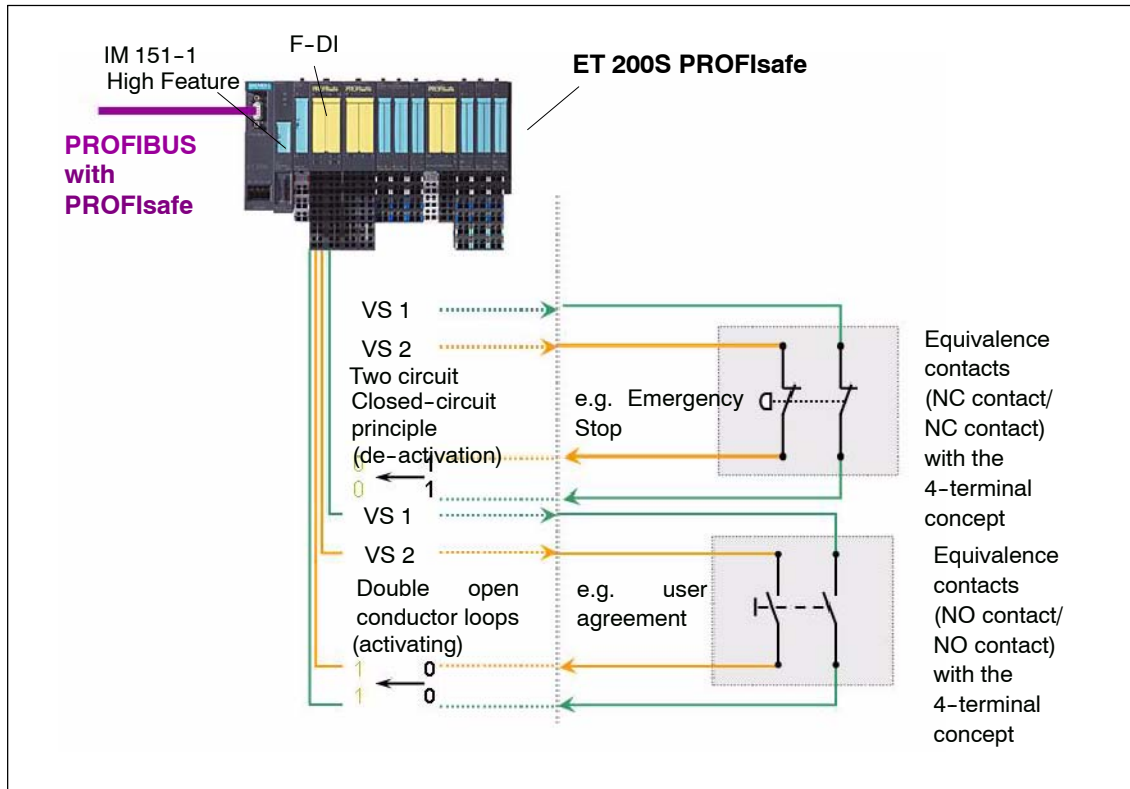 F-DI
IM 151-1
High Feature
ET 200S PROFIsafe
SIEMENS
PROFIBUS
with
PROFIsafe
VS 1
VS 2
Two circuit
Closed-circuit
principle
(de-activation)
0 1
0 1
e.g. Emergency
Stop
Equivalence
contacts
(NC contact/
NC contact)
with the
4-terminal
concept
VS 1
VS 2
Double open
conductor loops
(activating)
1 0
1 0
e.g. user
agreement
Equivalence
contacts
(NO contact/
NO contact)
with the
4-terminal
concept